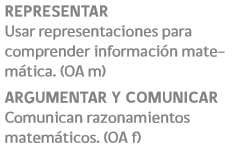 REPRESENTAR
Usar representaciones para
comprender información mate-
mática. (OA m)
ARGUMENTAR Y COMUNICAR
Comunican razonamientos
matemáticos. (OA f)